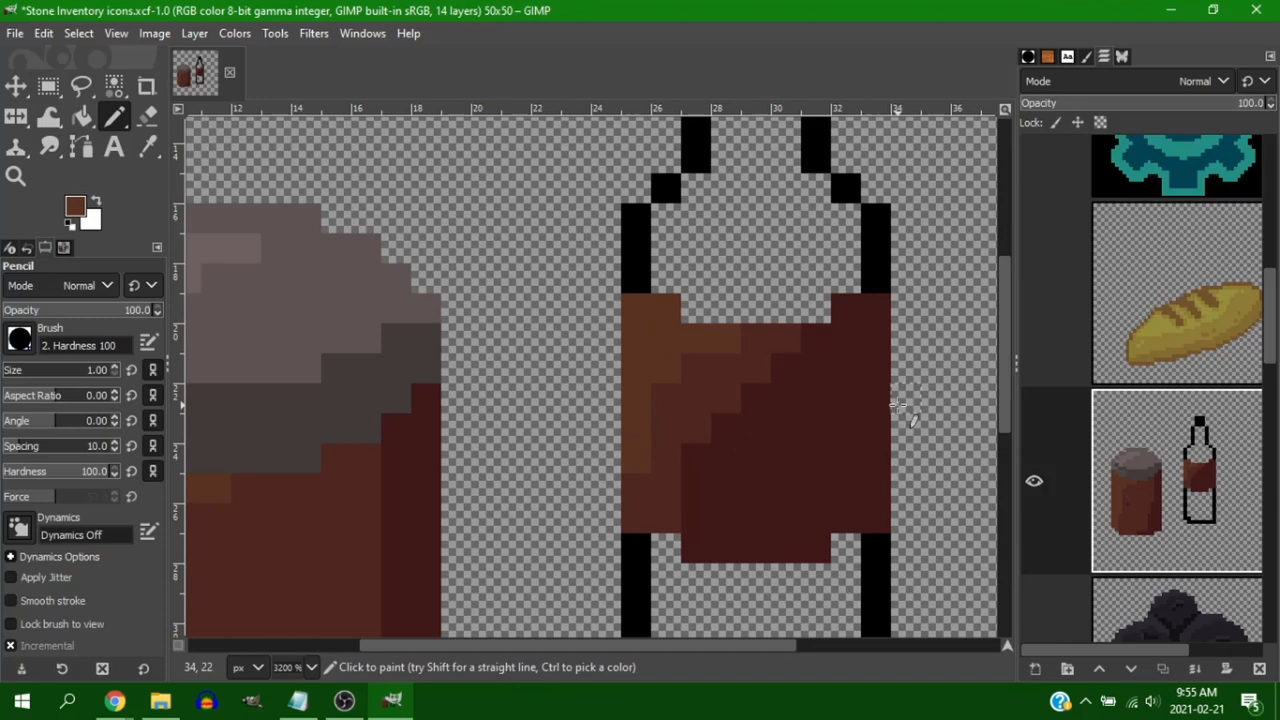 *Stone Inventory icons.xcf-1.0 (RGB color 8-bit gamma integer, GIMP built-in sRGB, 14 layers) 50x50 – GIMP
File Edit Select View Image Layer Colors Tools Filters Windows Help
12 14 16 18 20 22 24 26 28 30 32 34 36
Mode Normal
Opacity 100.0
Lock:
Pencil
Mode Normal
Opacity 100.0
Brush
2. Hardness 100
Size 1.00
Aspect Ratio 0.00
Angle 0.00
Spacing 10.0
Hardness 100.0
Force
Dynamics
Dynamics Off
Dynamics Options
Apply Jitter
Smooth stroke
Lock brush to view
Incremental
34, 22 px 3200 % Click to paint (try Shift for a straight line, Ctrl to pick a color)
9:55 AM
2021-02-21
5